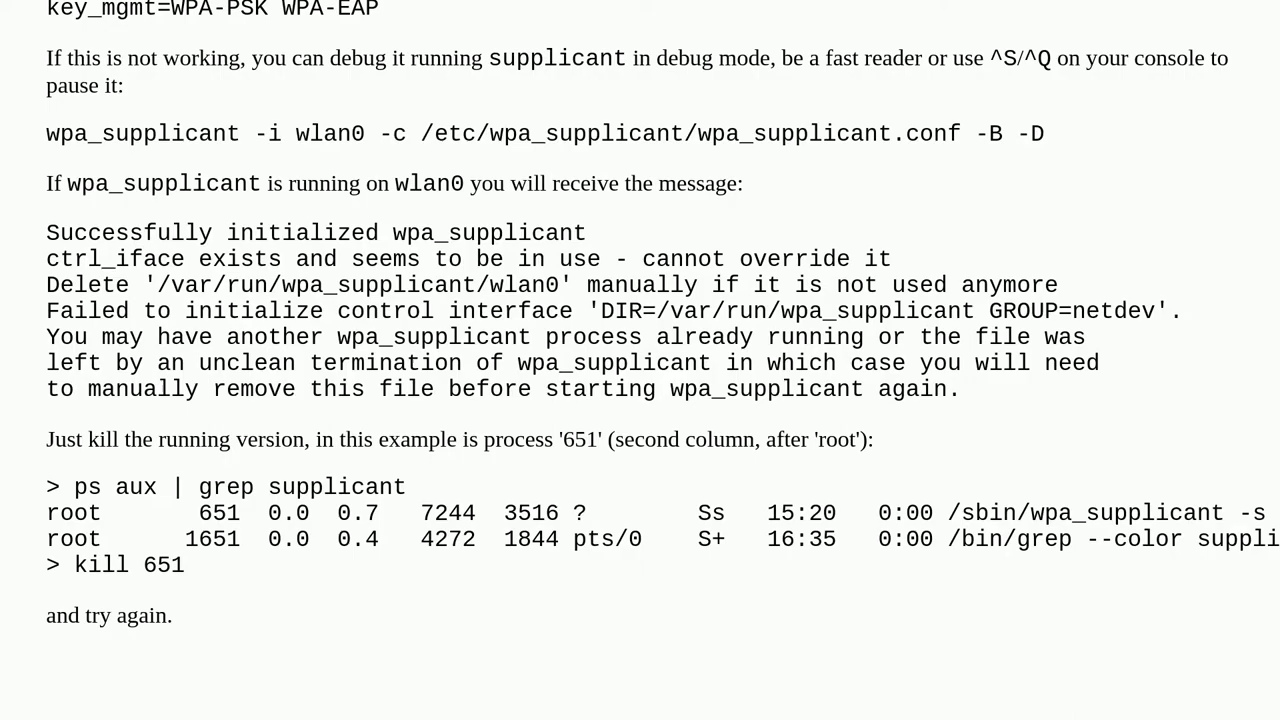 key_mgmt=WPA-PSK WPA-EAP
If this is not working, you can debug it running supplicant in debug mode, be a fast reader or use ^S/^Q on your console to
pause it:
wpa_supplicant -i wlan0 -c /etc/wpa_supplicant/wpa_supplicant.conf -B -D
If wpa_supplicant is running on wlan0 you will receive the message:
Successfully initialized wpa_supplicant
ctrl_iface exists and seems to be in use - cannot override it
Delete '/var/run/wpa_supplicant/wlan0' manually if it is not used anymore
Failed to initialize control interface 'DIR=/var/run/wpa_supplicant GROUP=netdev'.
You may have another wpa_supplicant process already running or the file was
left by an unclean termination of wpa_supplicant in which case you will need
to manually remove this file before starting wpa_supplicant again.
Just kill the running version, in this example is process '651' (second column, after 'root'):
> ps aux | grep supplicant
root       651  0.0  0.7   7244  3516 ?        Ss   15:20   0:00 /sbin/wpa_supplicant -s
root      1651  0.0  0.4   4272  1844 pts/0    S+   16:35   0:00 /bin/grep --color suppli
> kill 651
and try again.